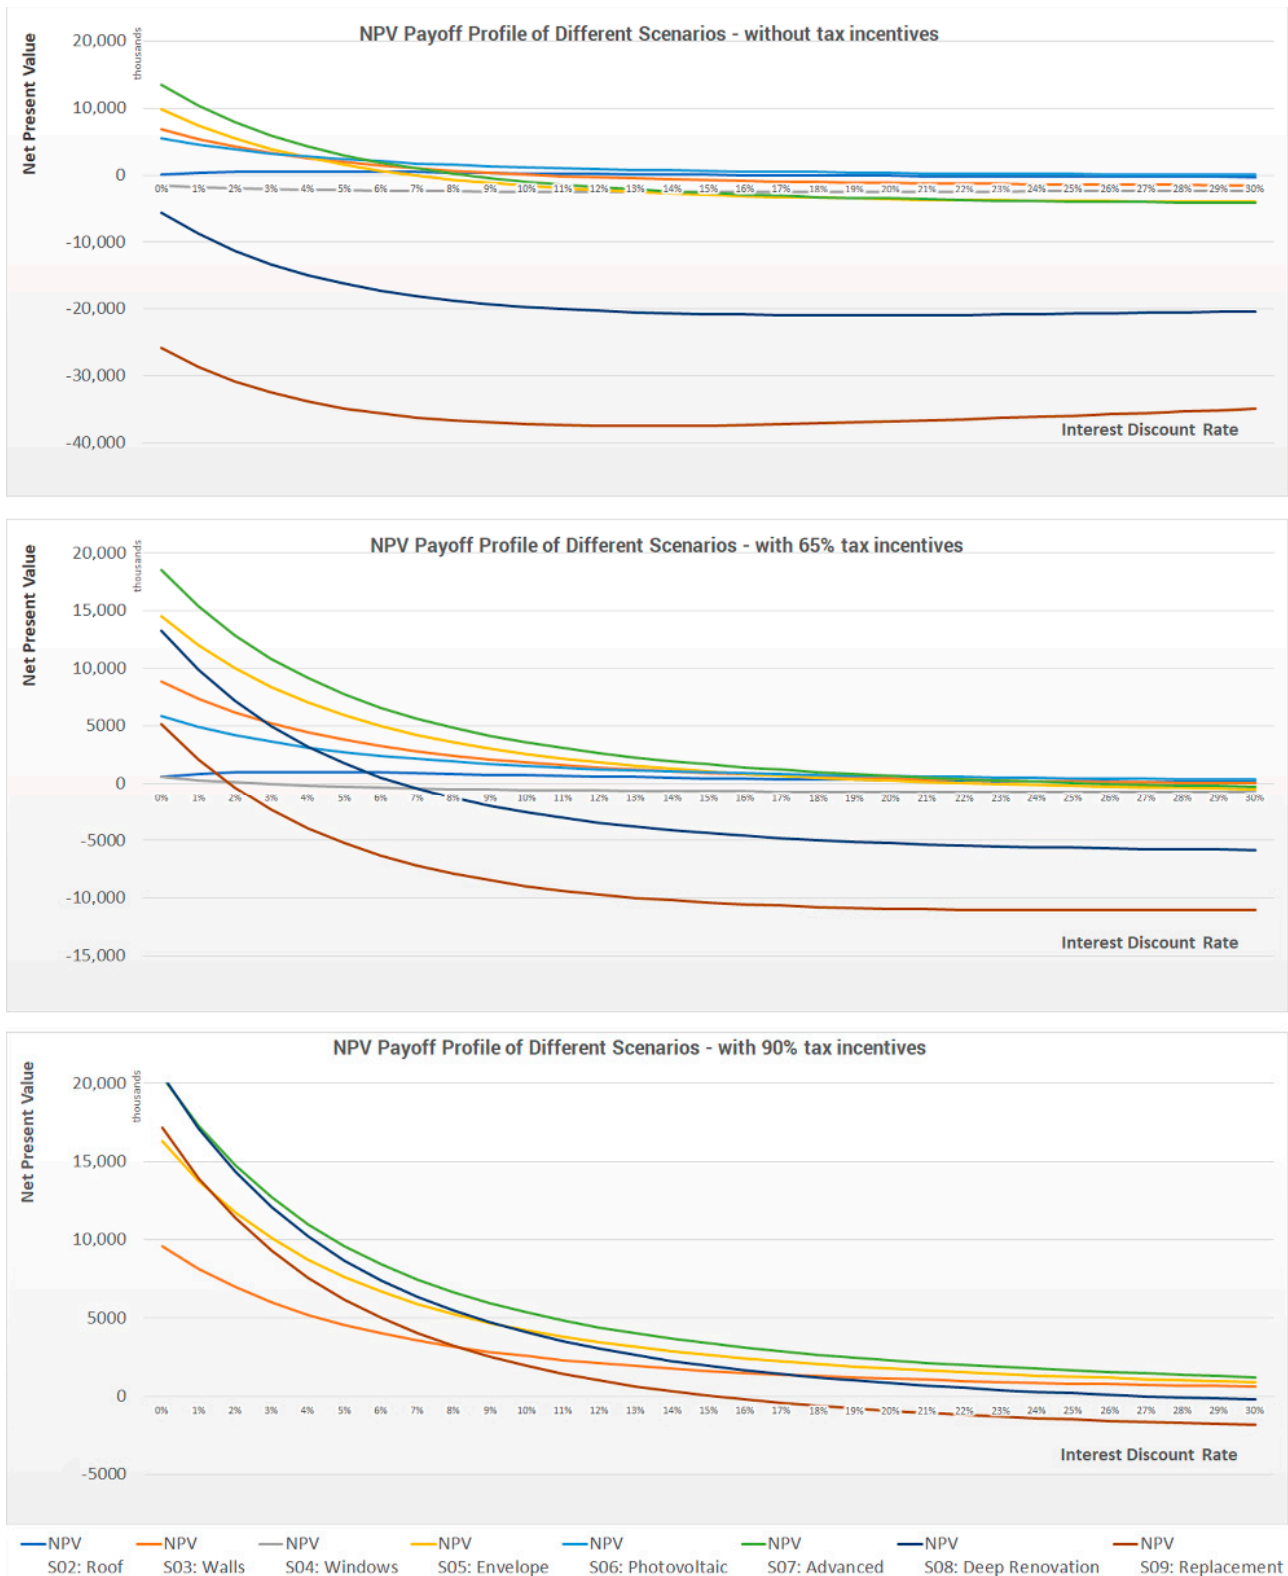 NPV Payoff Profile of Different Scenarios - without tax incentives
Net Present Value
thousands
20,000
10,000
0
-10,000
-20,000
-30,000
-40,000
0% 1% 2% 3% 4% 5% 6% 7% 8% 9% 10% 11% 12% 13% 14% 15% 16% 17% 18% 19% 20% 21% 22% 23% 24% 25% 26% 27% 28% 29% 30%
Interest Discount Rate
NPV Payoff Profile of Different Scenarios - with 65% tax incentives
Net Present Value
thousands
20,000
15,000
10,000
5000
0
-5000
-10,000
-15,000
0% 1% 2% 3% 4% 5% 6% 7% 8% 9% 10% 11% 12% 13% 14% 15% 16% 17% 18% 19% 20% 21% 22% 23% 24% 25% 26% 27% 28% 29% 30%
Interest Discount Rate
NPV Payoff Profile of Different Scenarios - with 90% tax incentives
Net Present Value
thousands
20,000
15,000
10,000
5000
0
-5000
0% 1% 2% 3% 4% 5% 6% 7% 8% 9% 10% 11% 12% 13% 14% 15% 16% 17% 18% 19% 20% 21% 22% 23% 24% 25% 26% 27% 28% 29% 30%
Interest Discount Rate
NPV NPV NPV NPV NPV NPV NPV NPV
S02: Roof S03: Walls S04: Windows S05: Envelope S06: Photovoltaic S07: Advanced S08: Deep Renovation S09: Replacement